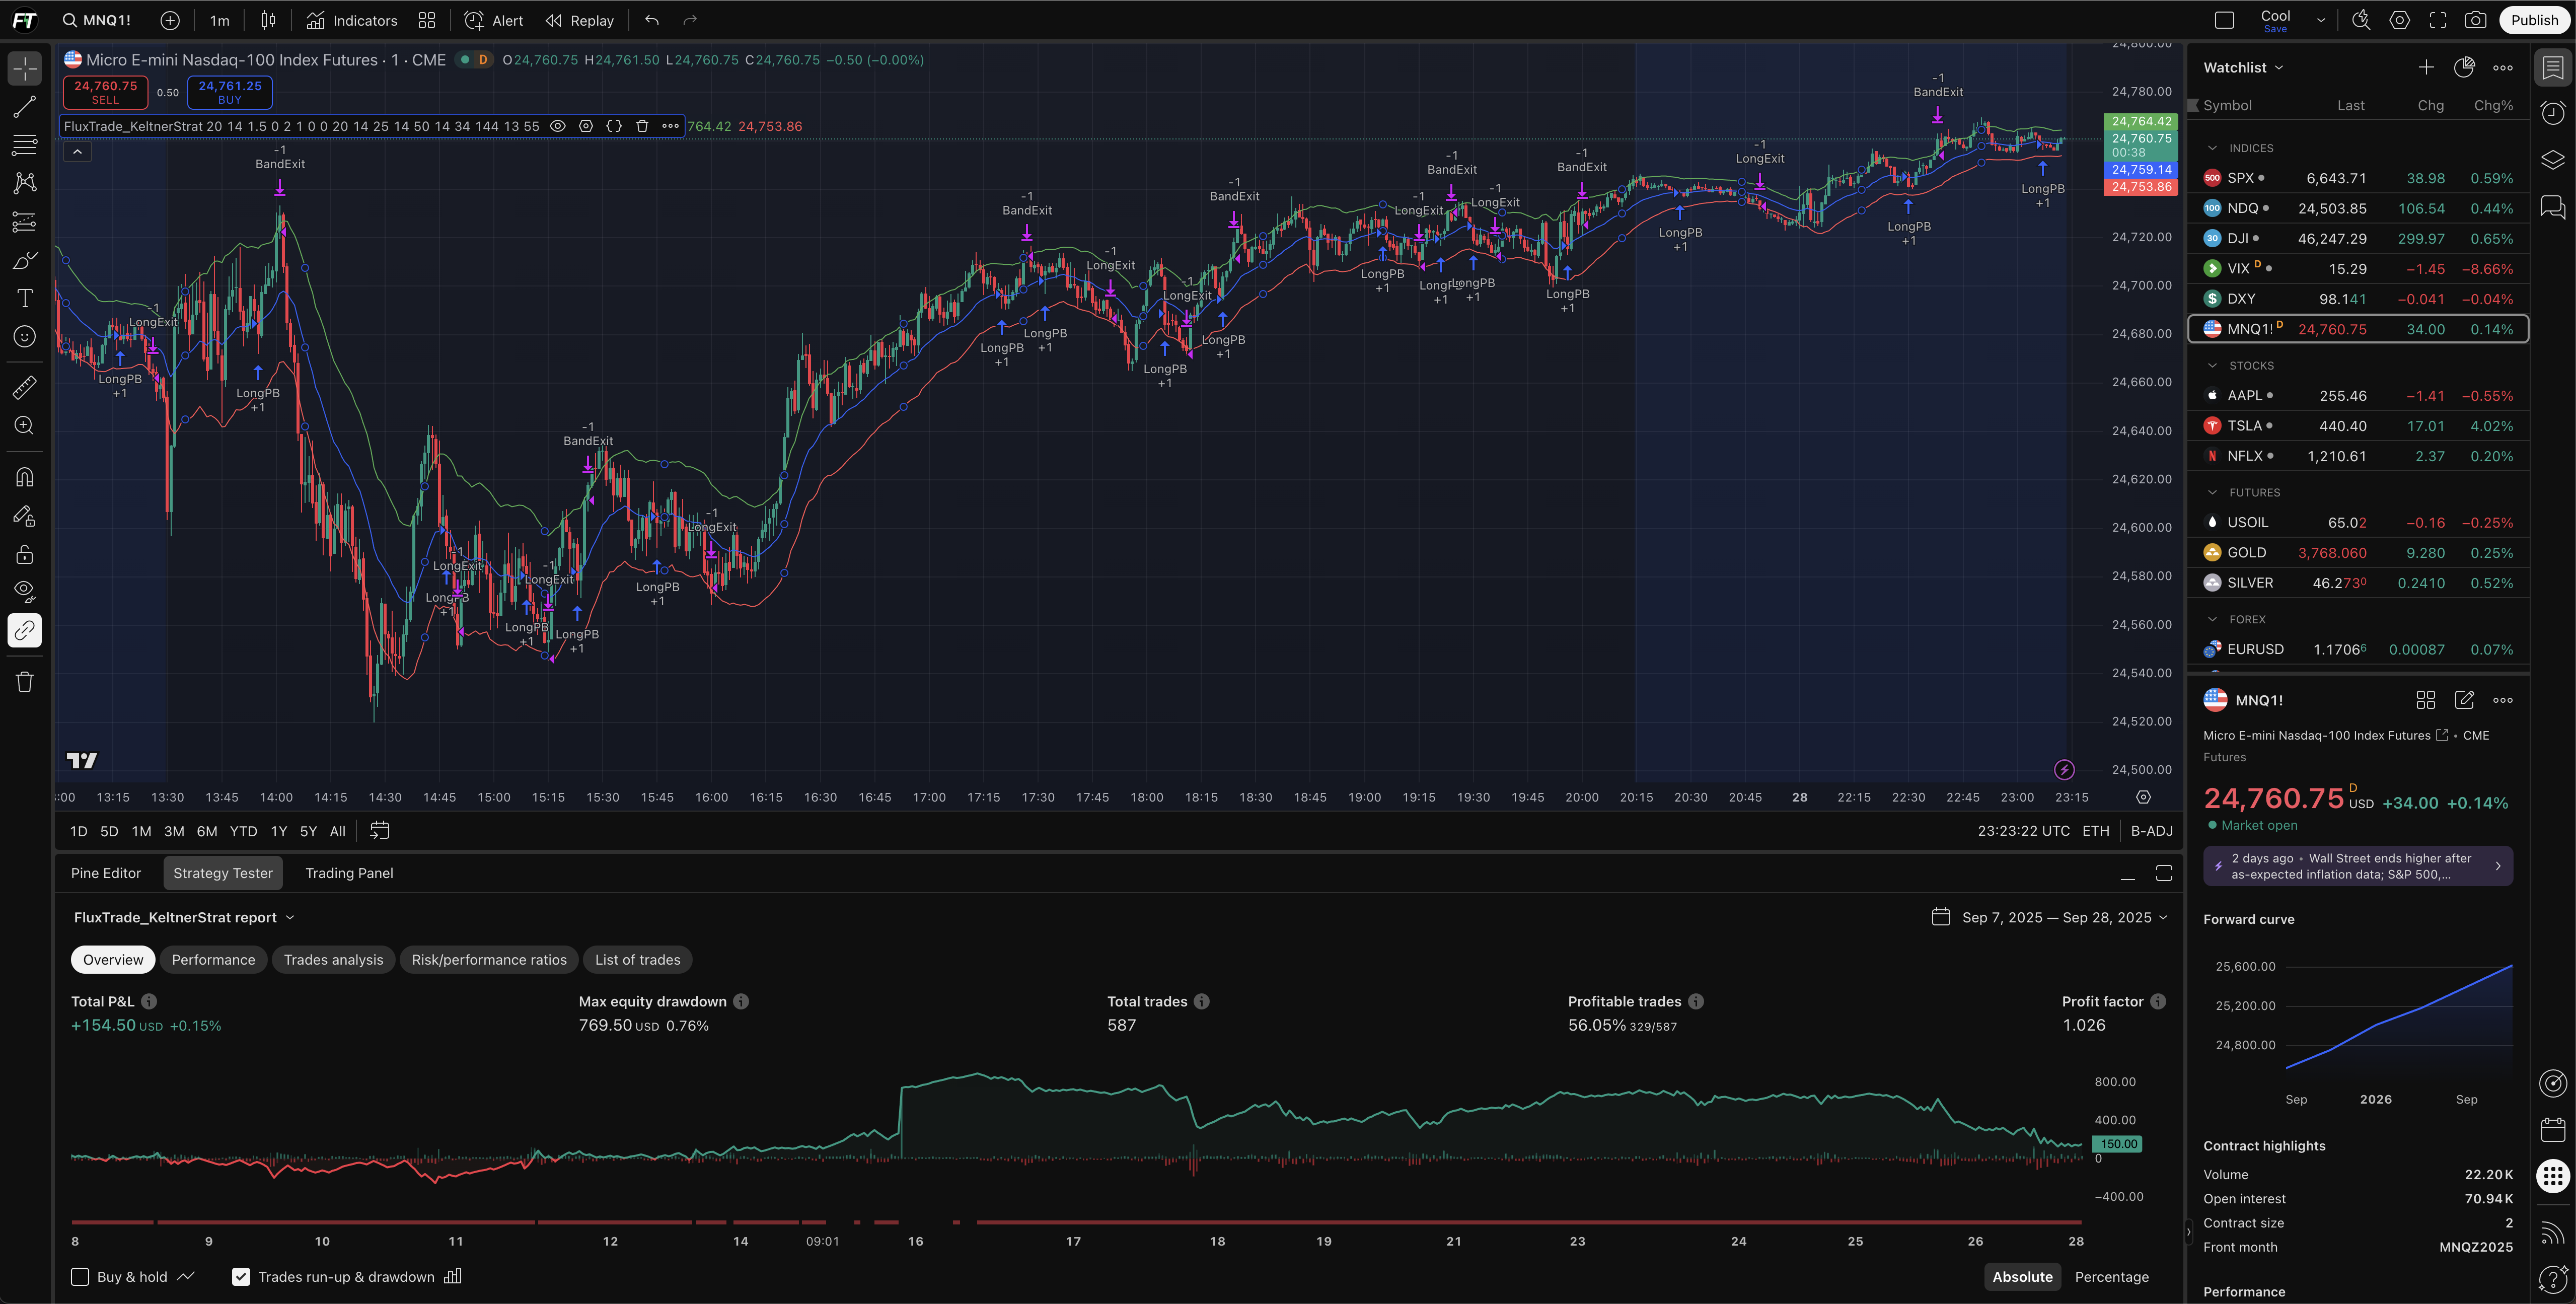 FT MNQ1! 1m Indicators Alert Replay Cool Save Publish
Micro E-mini Nasdaq-100 Index Futures · 1 · CME D O24,760.75 H24,761.50 L24,760.75 C24,760.75 −0.50 (−0.00%)
24,760.75 SELL 0.50 24,761.25 BUY
FluxTrade_KeltnerStrat 20 14 1.5 0 2 1 0 0 20 14 25 14 50 14 34 144 13 55 764.42 24,753.86
-1
BandExit
-1
LongExit
LongPB
+1
LongPB
+1
-1
LongExit
LongPB
+1
-1
LongExit
LongPB
+1
LongPB
+1
-1
BandExit
LongPB
+1
-1
LongExit
-1
BandExit
LongPB
+1
LongPB
+1
-1
LongExit
LongPB
+1
-1
LongExit
-1
BandExit
LongPB
+1
LongPB
+1
-1
LongExit
-1
BandExit
-1
LongExit
LongPB
+1
LongPB
+1
-1
BandExit
LongPB
+1
LongPB
+1
-1
LongExit
LongPB
+1
-1
BandExit
LongPB
+1
24,800.00
24,780.00
24,764.42
24,760.75
00:38
24,759.14
24,753.86
24,720.00
24,700.00
24,680.00
24,660.00
24,640.00
24,620.00
24,600.00
24,580.00
24,560.00
24,540.00
24,520.00
24,500.00
:00 13:15 13:30 13:45 14:00 14:15 14:30 14:45 15:00 15:15 15:30 15:45 16:00 16:15 16:30 16:45 17:00 17:15 17:30 17:45 18:00 18:15 18:30 18:45 19:00 19:15 19:30 19:45 20:00 20:15 20:30 20:45 28 22:15 22:30 22:45 23:00 23:15
1D 5D 1M 3M 6M YTD 1Y 5Y All 23:23:22 UTC ETH B-ADJ
Pine Editor Strategy Tester Trading Panel
FluxTrade_KeltnerStrat report Sep 7, 2025 — Sep 28, 2025
Overview Performance Trades analysis Risk/performance ratios List of trades
Total P&L Max equity drawdown Total trades Profitable trades Profit factor
+154.50 USD +0.15% 769.50 USD 0.76% 587 56.05% 329/587 1.026
800.00
400.00
150.00
0
−400.00
8 9 10 11 12 14 09:01 16 17 18 19 21 23 24 25 26 28
Buy & hold Trades run-up & drawdown Absolute Percentage
Watchlist
Symbol Last Chg Chg%
INDICES
500 SPX 6,643.71 38.98 0.59%
100 NDQ 24,503.85 106.54 0.44%
30 DJI 46,247.29 299.97 0.65%
VIX D 15.29 −1.45 −8.66%
DXY 98.141 −0.041 −0.04%
MNQ1! D 24,760.75 34.00 0.14%
STOCKS
AAPL 255.46 −1.41 −0.55%
TSLA 440.40 17.01 4.02%
NFLX 1,210.61 2.37 0.20%
FUTURES
USOIL 65.02 −0.16 −0.25%
GOLD 3,768.060 9.280 0.25%
SILVER 46.2730 0.2410 0.52%
FOREX
EURUSD 1.17066 0.00087 0.07%
MNQ1!
Micro E-mini Nasdaq-100 Index Futures • CME
Futures
24,760.75 D USD +34.00 +0.14%
Market open
2 days ago • Wall Street ends higher after
as-expected inflation data; S&P 500,...
Forward curve
25,600.00
25,200.00
24,800.00
Sep 2026 Sep
Contract highlights
Volume 22.20K
Open interest 70.94K
Contract size 2
Front month MNQZ2025
Performance